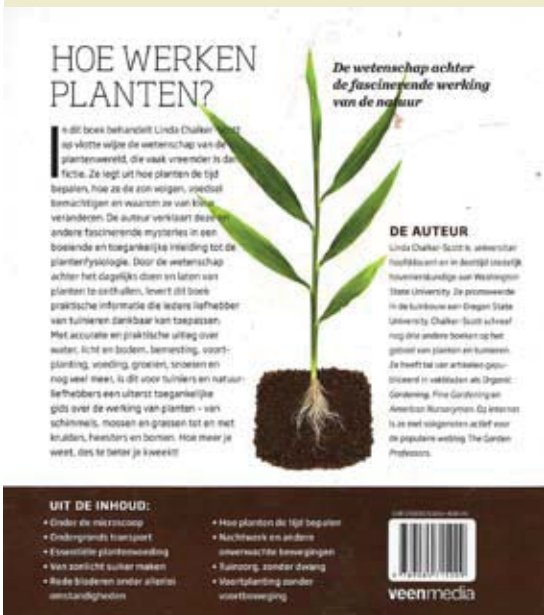 HOE WERKEN
PLANTEN?
De wetenschap achter
de fascinerende werking
van de natuur
In dit boek behandelt Linda Chalker-Scott
op vlotte wijze de wetenschap van de
plantenwereld, die vaak vreemder is dan
fictie. Ze legt uit hoe planten de tijd
bepalen, hoe ze de zon volgen, voedsel
bemachtigen en waarom ze van kleur
veranderen. De auteur verklaart deze en
andere fascinerende mysteries in een
boeiende en toegankelijke inleiding tot de
plantenfysiologie. Door de wetenschap
achter het dagelijks doen en laten van
planten te onthullen, levert dit boek
praktische informatie die iedere liefhebber
van tuinieren dankbaar kan toepassen.
Met accurate en praktische uitleg over
water, licht en bodem, bemesting, voort-
planting, voeding, groeien, snoeien en
nog veel meer, is dit voor tuiniers en natuur-
liefhebbers een uiterst toegankelijke
gids over de werking van planten – van
schimmels, mossen en grassen tot en met
kruiden, heesters en bomen. Hoe meer je
weet, des te beter je kweekt!
DE AUTEUR
Linda Chalker-Scott is universitair
hoofddocent en in deeltijd stedelijk
hovenierskundige aan Washington
State University. Ze promoveerde
in de tuinbouw aan Oregon State
University. Chalker-Scott schreef
nog drie andere boeken op het
gebied van planten en tuinieren.
Ze heeft tal van artikelen gepu-
bliceerd in vakbladen als Organic
Gardening, Fine Gardening en
American Nurseryman. Op internet
is ze met vakgenoten actief voor
de populaire weblog The Garden
Professors.
UIT DE INHOUD:
• Onder de microscoop
• Ondergronds transport
• Essentiële plantenvoeding
• Van zonlicht suiker maken
• Rode bladeren onder allerlei
omstandigheden
• Hoe planten de tijd bepalen
• Nachtwerk en andere
onverwachte bewegingen
• Tuinzorg, zonder dwang
• Voortplanting zonder
voortbeweging
veenmedia